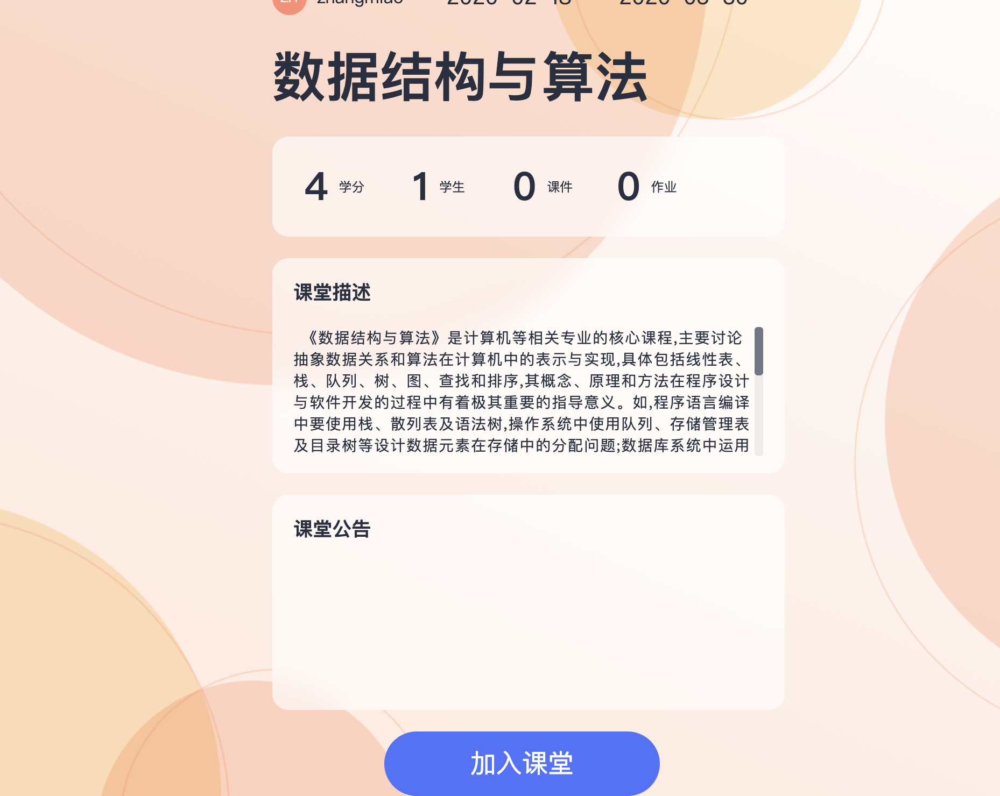 zhangmiao
数据结构与算法
4 学分 1 学生 0 课件 0 作业
课堂描述
《数据结构与算法》是计算机等相关专业的核心课程,主要讨论
抽象数据关系和算法在计算机中的表示与实现,具体包括线性表、
栈、队列、树、图、查找和排序,其概念、原理和方法在程序设计
与软件开发的过程中有着极其重要的指导意义。如,程序语言编译
中要使用栈、散列表及语法树,操作系统中使用队列、存储管理表
及目录树等设计数据元素在存储中的分配问题;数据库系统中运用
课堂公告
加入课堂